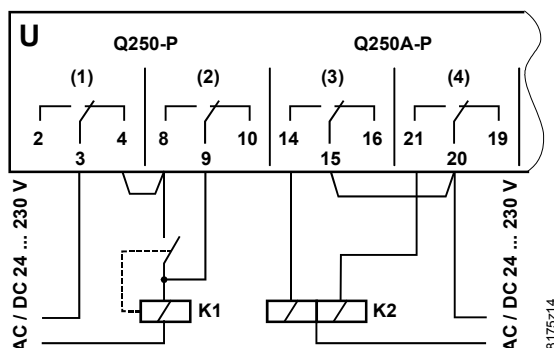 U
Q250-P Q250A-P
(1) (2) (3) (4)
2 4 8 10 14 16 21 19
3 9 15 20
AC / DC 24 ... 230 V
K1
K2
AC / DC 24 ... 230 V
8175z14